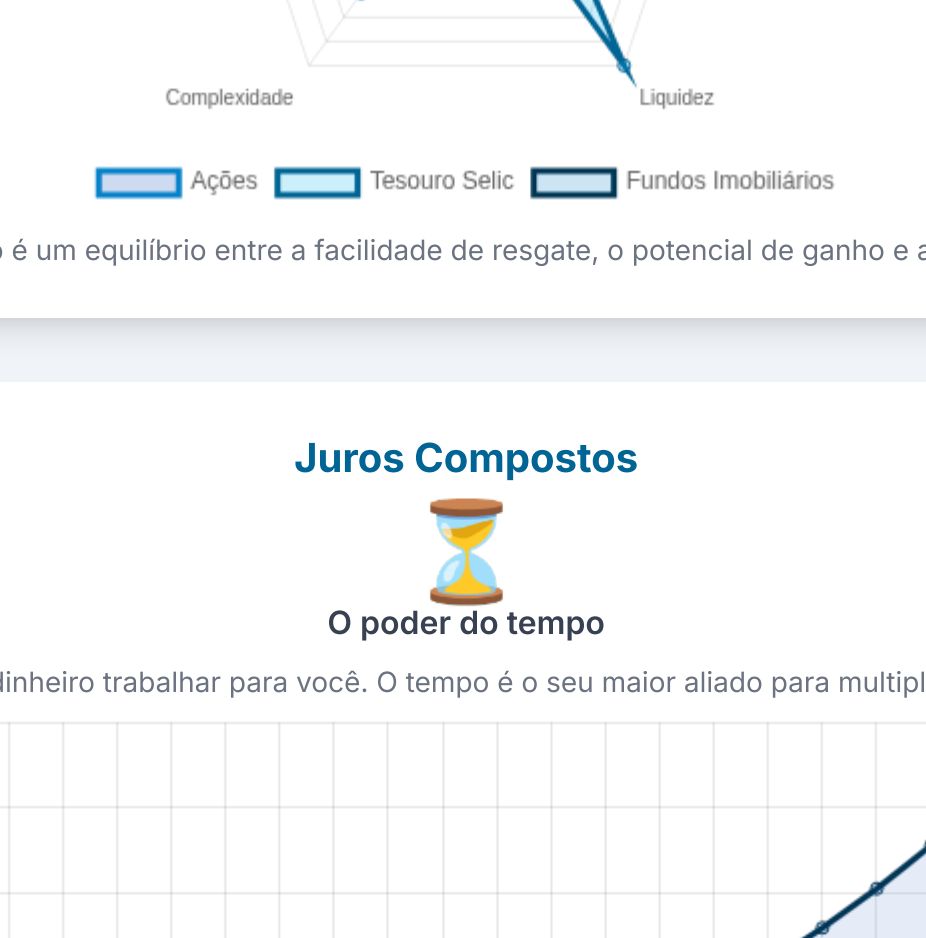 Complexidade
Liquidez
Ações Tesouro Selic Fundos Imobiliários
é um equilíbrio entre a facilidade de resgate, o potencial de ganho e
Juros Compostos
O poder do tempo
dinheiro trabalhar para você. O tempo é o seu maior aliado para